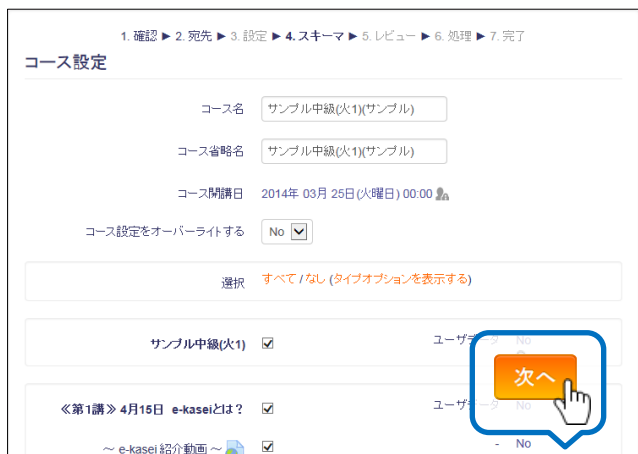 1. 確認 ► 2. 宛先 ► 3. 設定 ► 4. スキーマ ► 5. レビュー ► 6. 処理 ► 7. 完了
コース設定
コース名 サンプル中級(火1)(サンプル)
コース省略名 サンプル中級(火1)(サンプル)
コース開講日 2014年 03月 25日(火曜日) 00:00
コース設定をオーバーライトする No
選択 すべて / なし (タイプオプションを表示する)
サンプル中級(火1) ユーザデータ No
次へ
≪第1講≫ 4月15日 e-kaseiとは？ ユーザデータ No
～ e-kasei 紹介動画 ～ - No